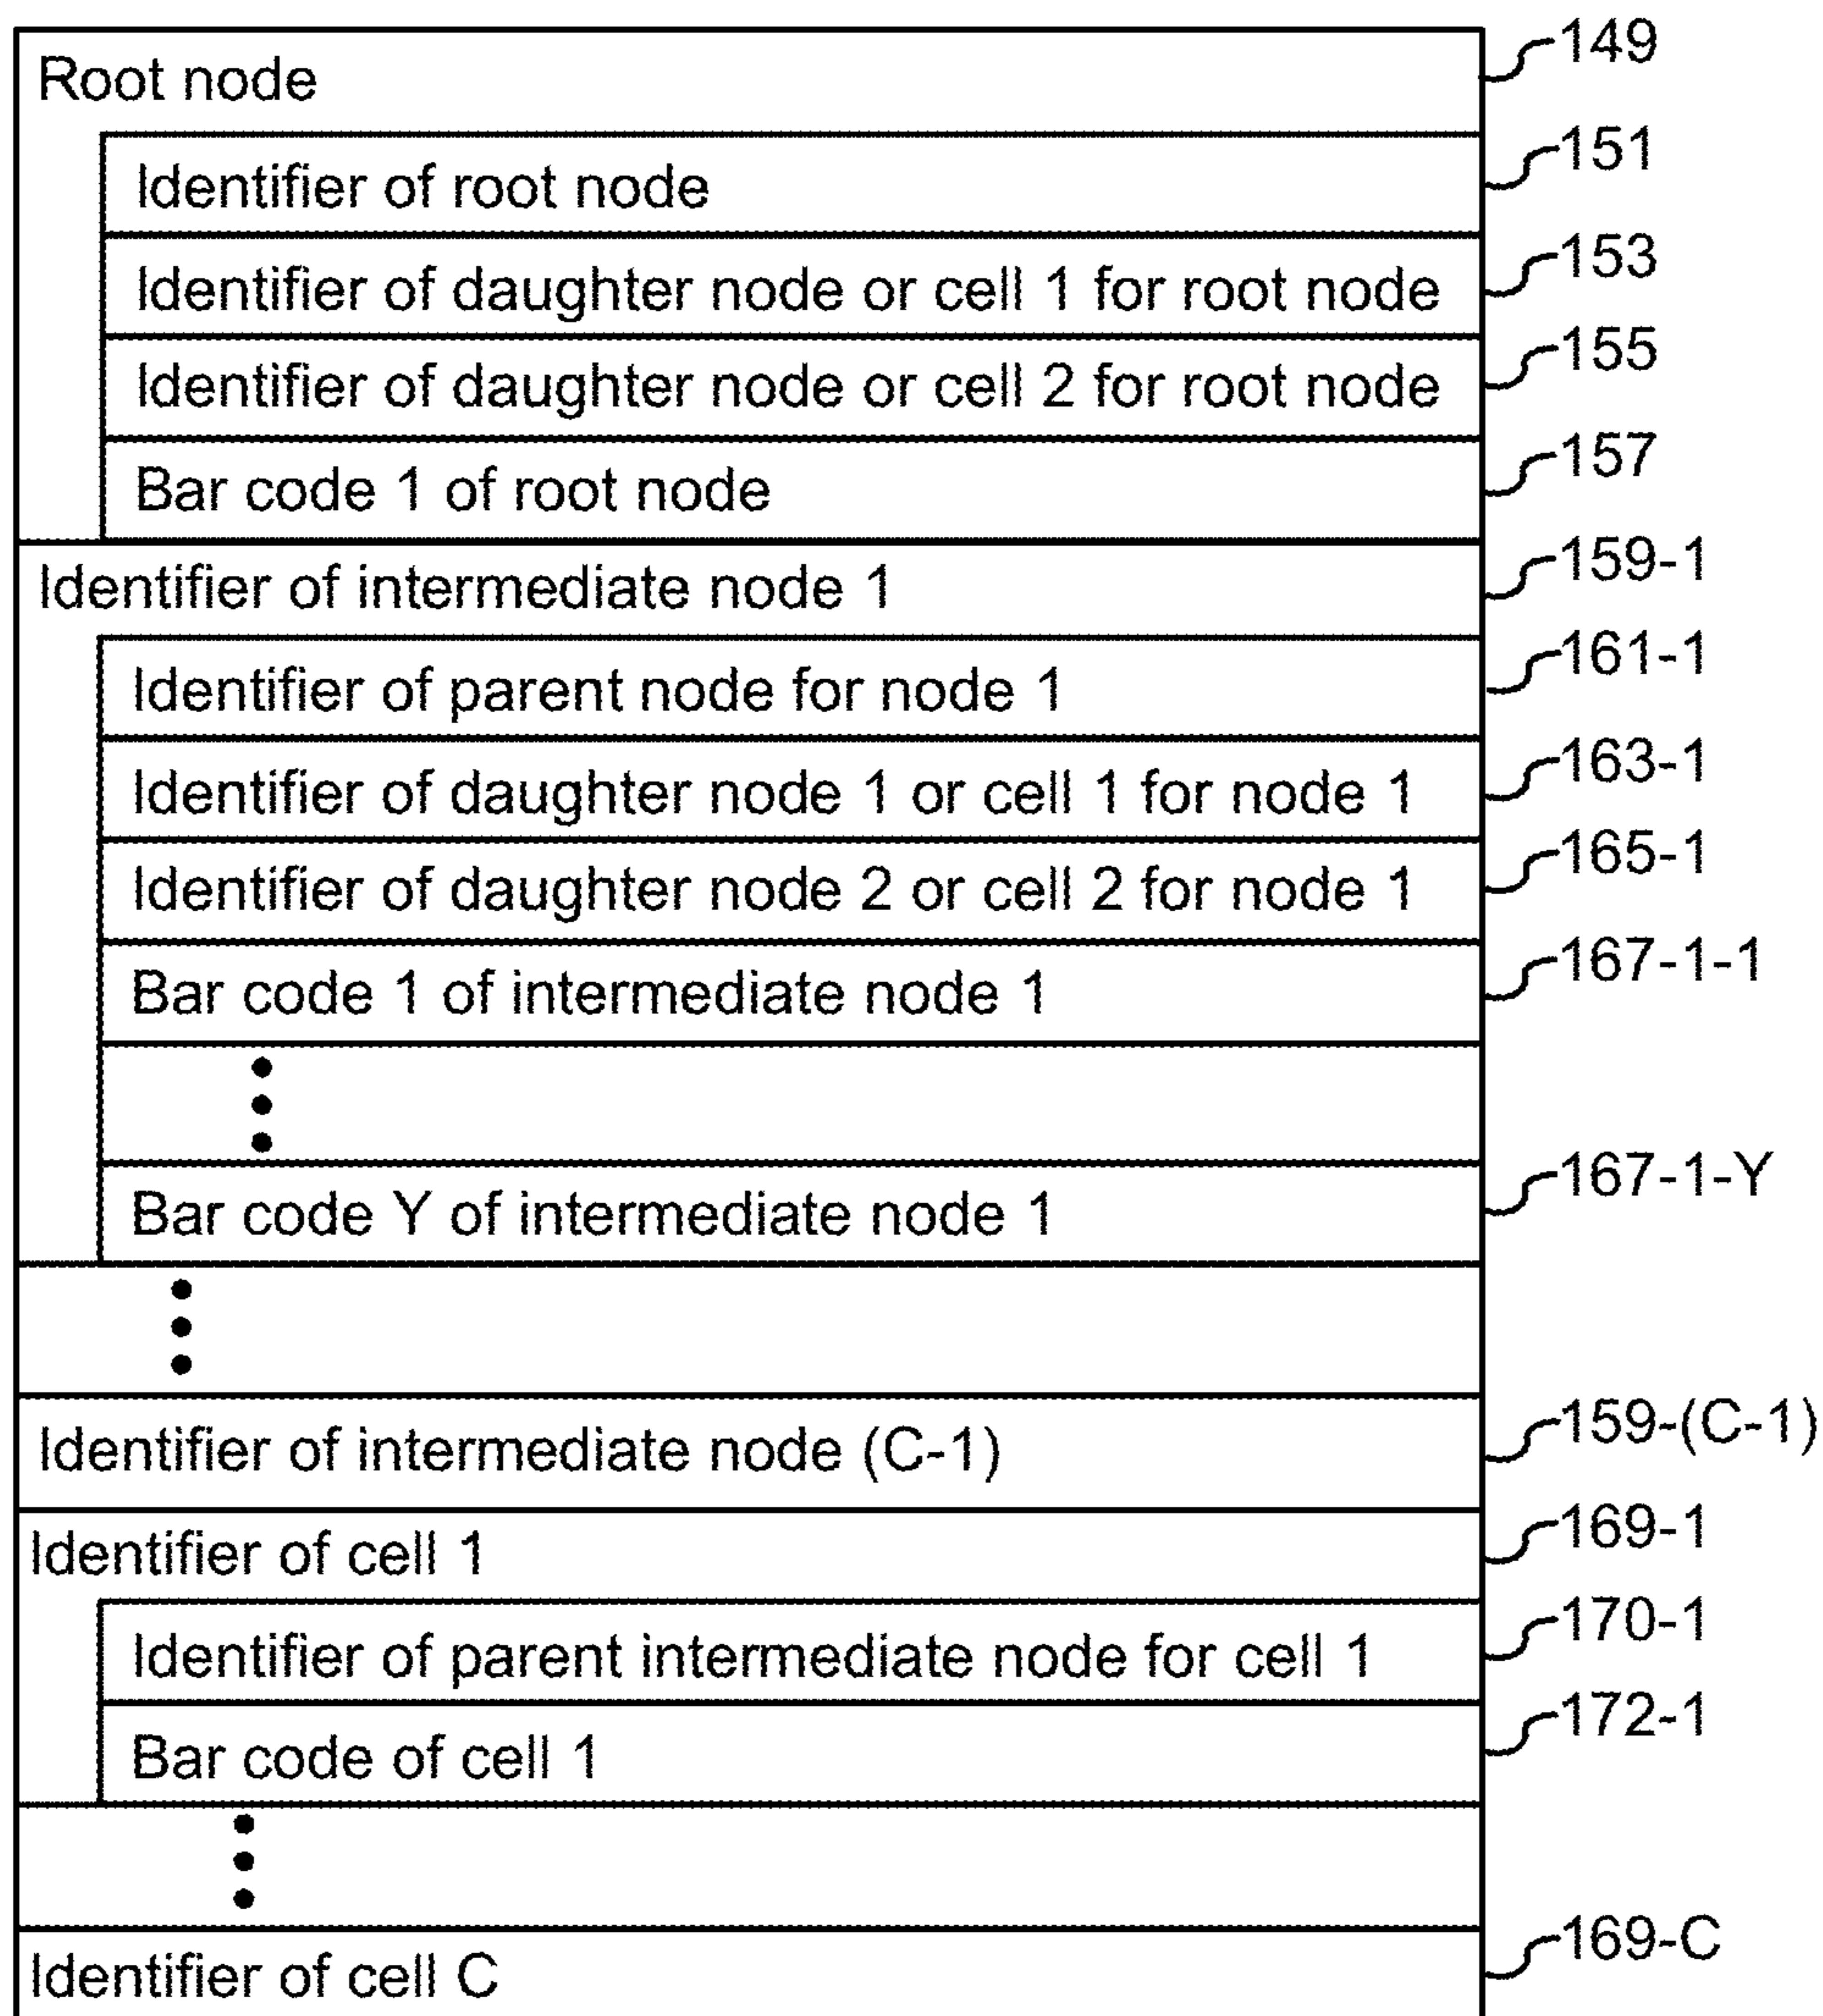 Root node 149
Identifier of root node 151
Identifier of daughter node or cell 1 for root node 153
Identifier of daughter node or cell 2 for root node 155
Bar code 1 of root node 157
Identifier of intermediate node 1 159-1
Identifier of parent node for node 1 161-1
Identifier of daughter node 1 or cell 1 for node 1 163-1
Identifier of daughter node 2 or cell 2 for node 1 165-1
Bar code 1 of intermediate node 1 167-1-1
Bar code Y of intermediate node 1 167-1-Y
Identifier of intermediate node (C-1) 159-(C-1)
Identifier of cell 1 169-1
Identifier of parent intermediate node for cell 1 170-1
Bar code of cell 1 172-1
Identifier of cell C 169-C